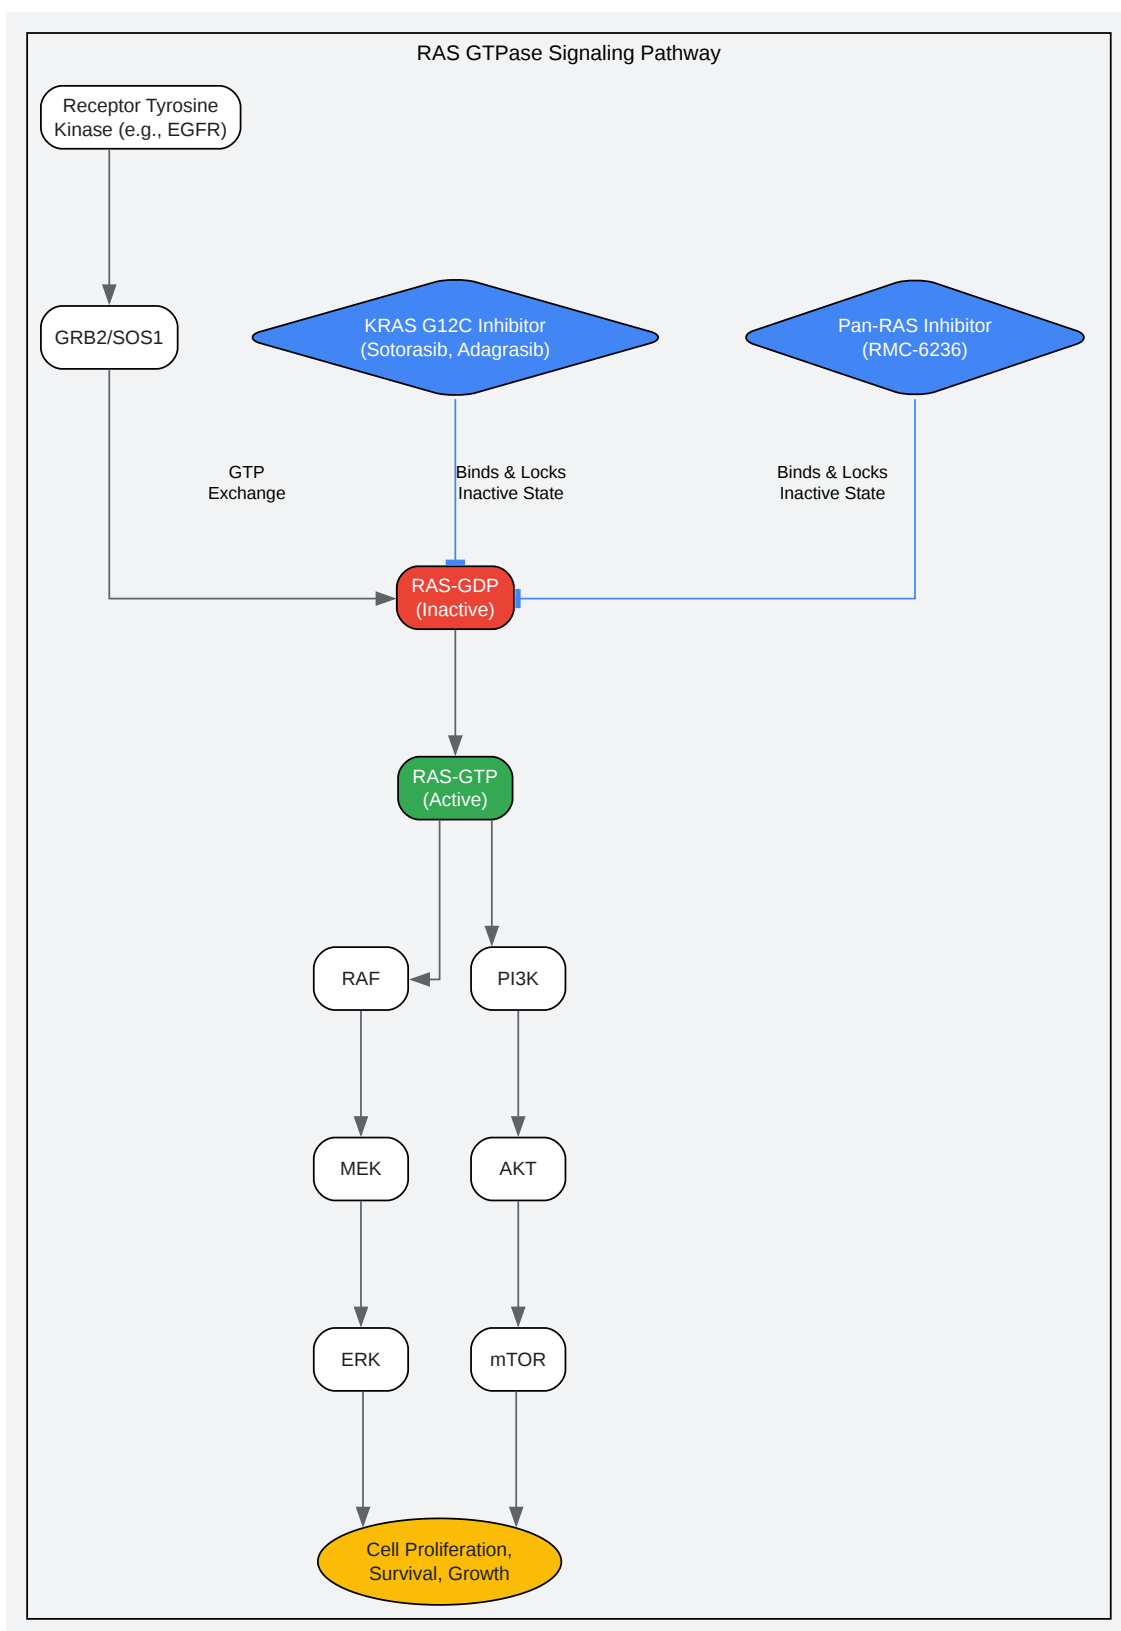 RAS GTPase Signaling Pathway
Receptor Tyrosine
Kinase (e.g., EGFR)
GRB2/SOS1
KRAS G12C Inhibitor
(Sotorasib, Adagrasib)
Pan-RAS Inhibitor
(RMC-6236)
GTP
Exchange
Binds & Locks
Inactive State
Binds & Locks
Inactive State
RAS-GDP
(Inactive)
RAS-GTP
(Active)
RAF
PI3K
MEK
AKT
ERK
mTOR
Cell Proliferation,
Survival, Growth